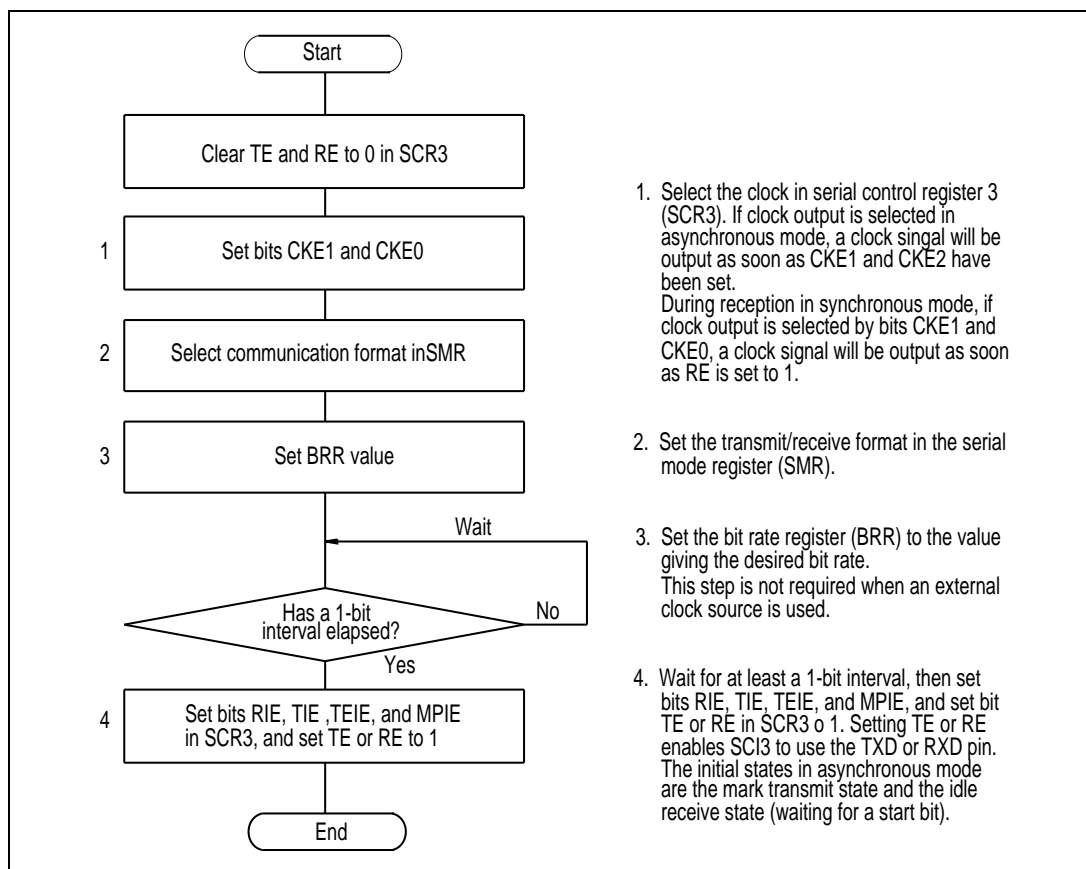 Start
Clear TE and RE to 0 in SCR3
1
Set bits CKE1 and CKE0
2
Select communication format inSMR
3
Set BRR value
Wait
Has a 1-bit
interval elapsed?
No
Yes
4
Set bits RIE, TIE ,TEIE, and MPIE
in SCR3, and set TE or RE to 1
End
1. Select the clock in serial control register 3
(SCR3). If clock output is selected in
asynchronous mode, a clock singal will be
output as soon as CKE1 and CKE2 have
been set.
During reception in synchronous mode, if
clock output is selected by bits CKE1 and
CKE0, a clock signal will be output as soon
as RE is set to 1.
2. Set the transmit/receive format in the serial
mode register (SMR).
3. Set the bit rate register (BRR) to the value
giving the desired bit rate.
This step is not required when an external
clock source is used.
4. Wait for at least a 1-bit interval, then set
bits RIE, TIE, TEIE, and MPIE, and set bit
TE or RE in SCR3 o 1. Setting TE or RE
enables SCI3 to use the TXD or RXD pin.
The initial states in asynchronous mode
are the mark transmit state and the idle
receive state (waiting for a start bit).